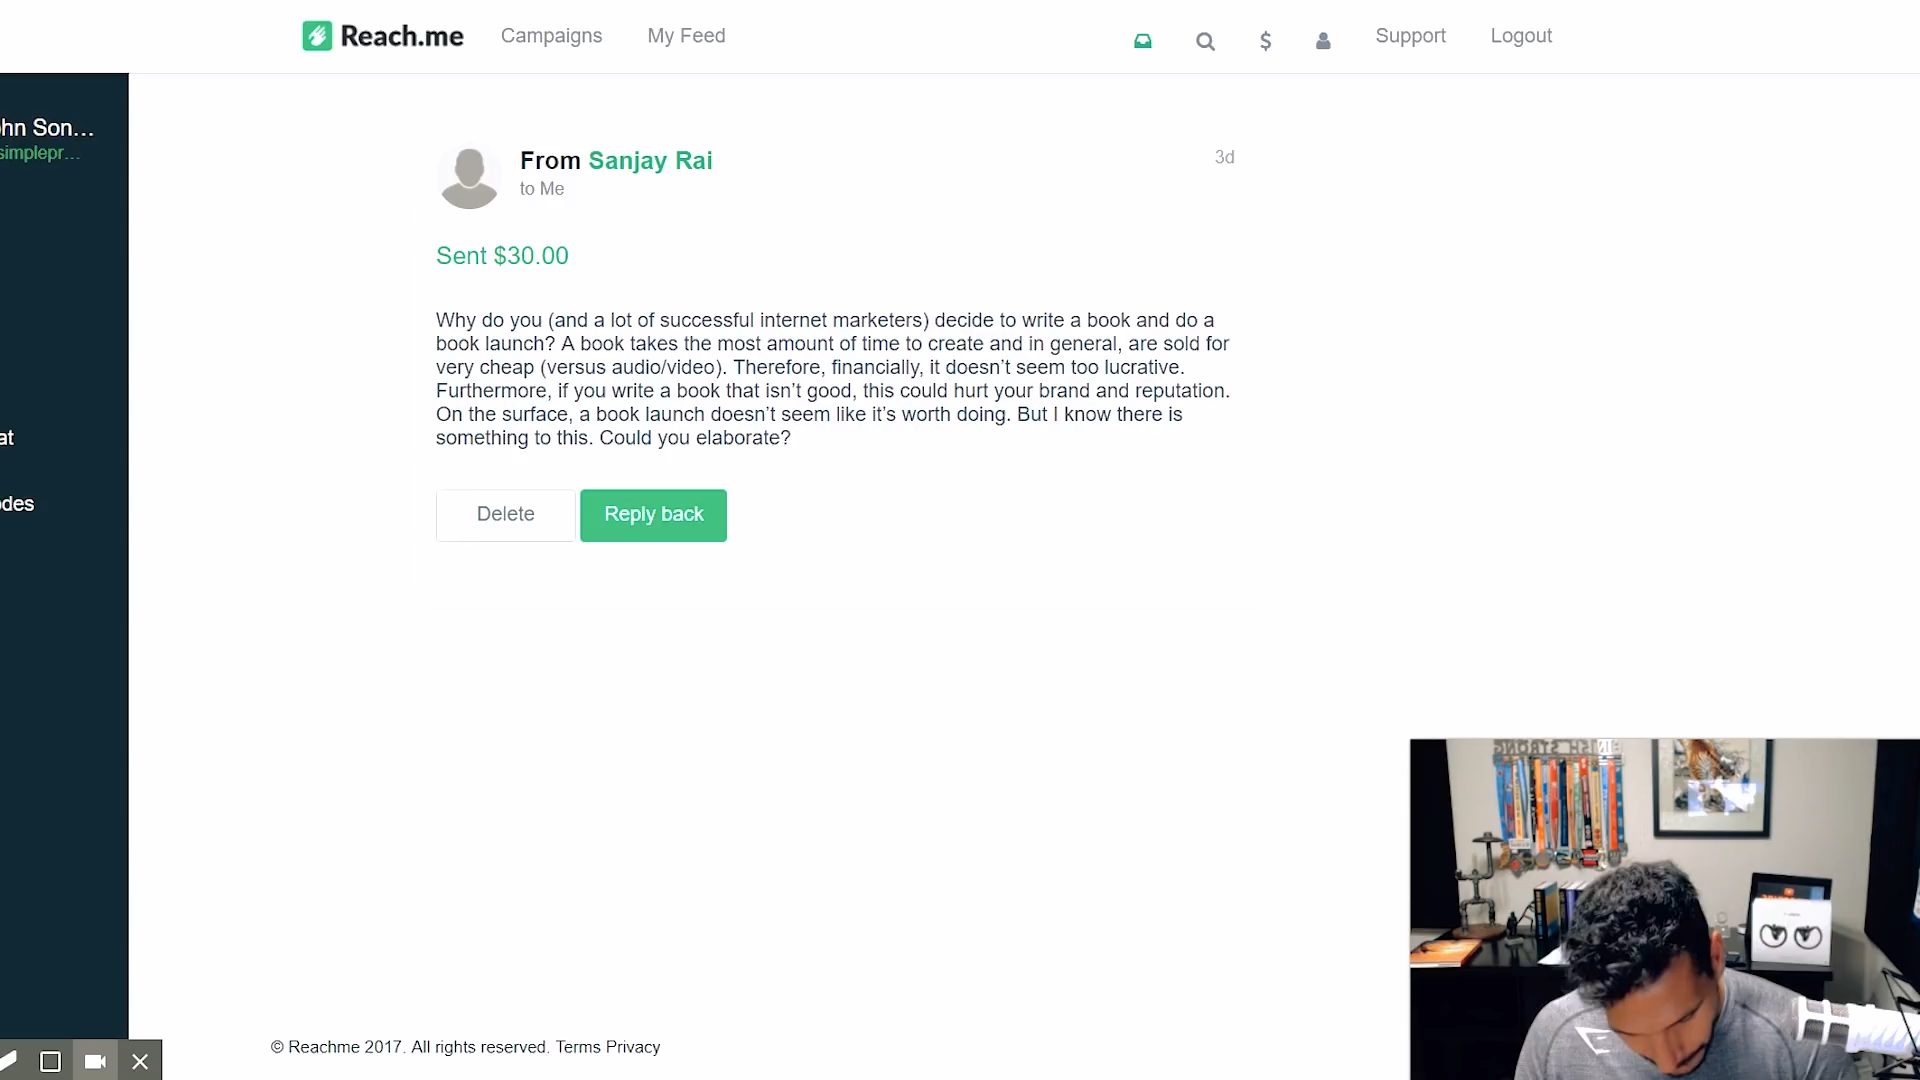 Reach.me Campaigns My Feed Support Logout
hn Son...
simplepr...
From Sanjay Rai
3d
to Me
Sent $30.00
Why do you (and a lot of successful internet marketers) decide to write a book and do a
book launch? A book takes the most amount of time to create and in general, are sold for
very cheap (versus audio/video). Therefore, financially, it doesn’t seem too lucrative.
Furthermore, if you write a book that isn’t good, this could hurt your brand and reputation.
On the surface, a book launch doesn’t seem like it’s worth doing. But I know there is
something to this. Could you elaborate?
at
odes
Delete Reply back
FINISH STRONG
© Reachme 2017. All rights reserved. Terms Privacy